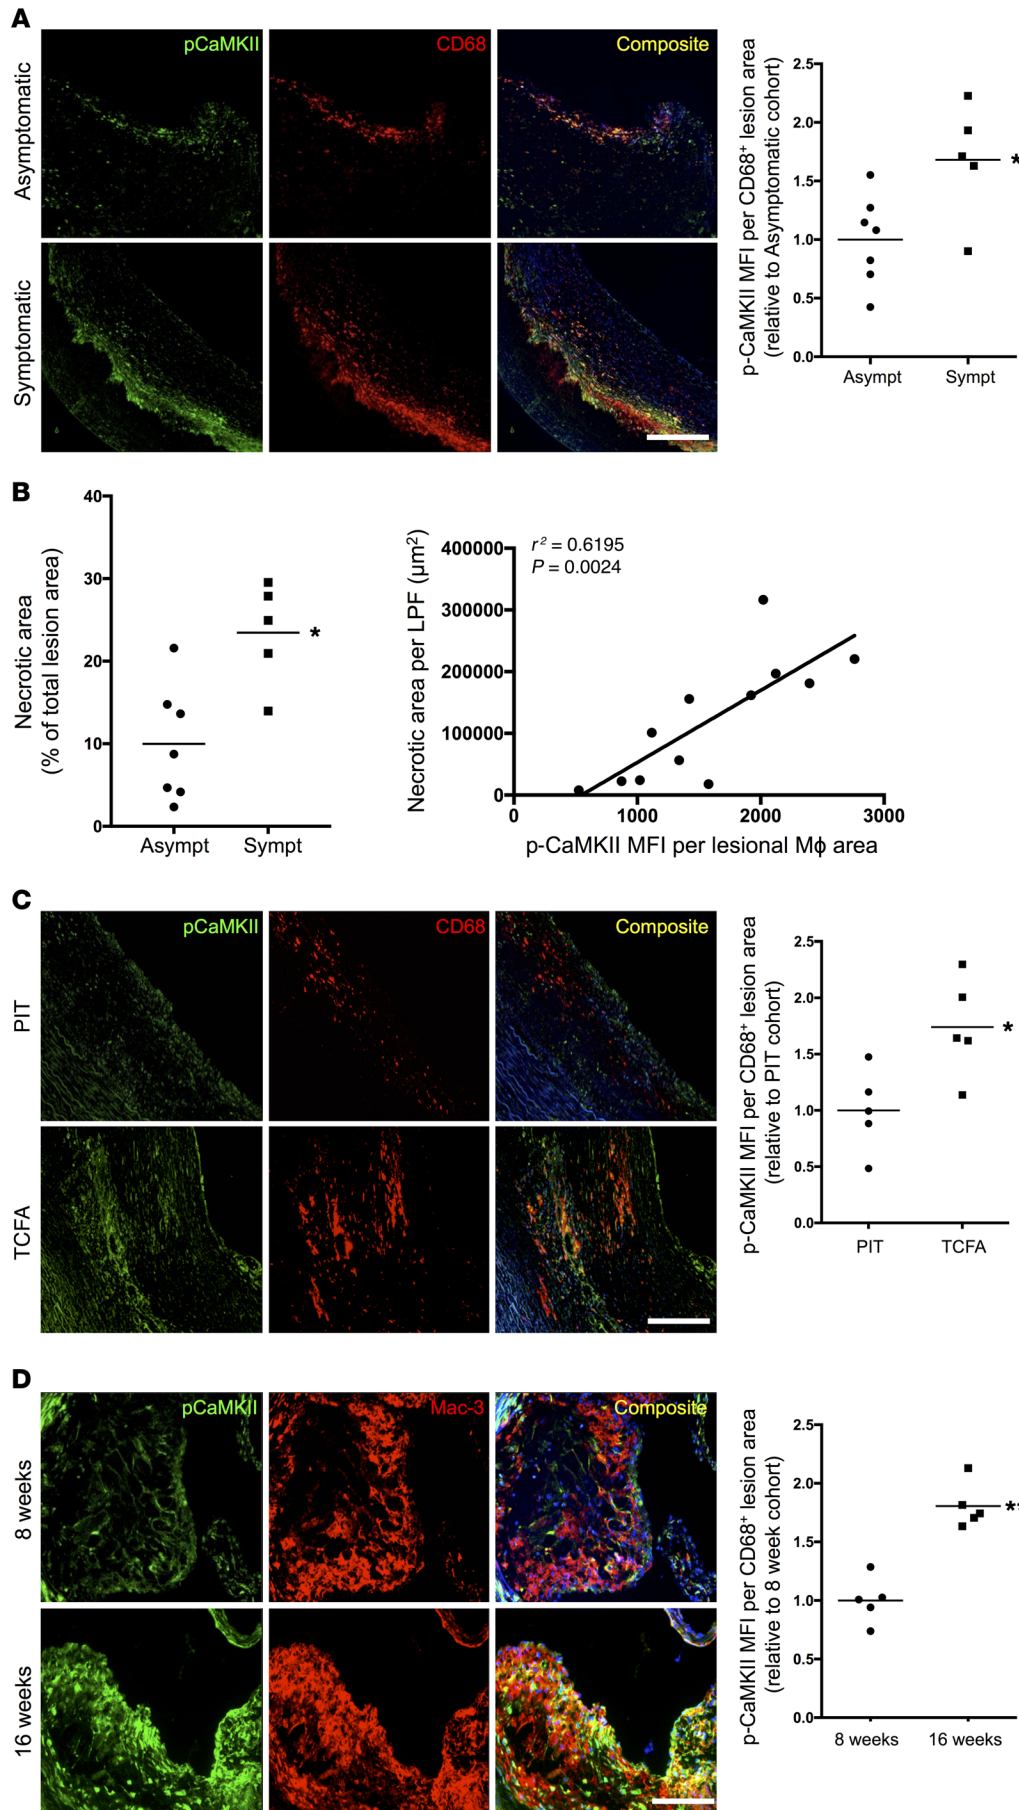 A
pCaMKII
CD68
Composite
Asymptomatic
Symptomatic
p-CaMKII MFI per CD68⁺ lesion area
(relative to Asymptomatic cohort)
2.5
2.0
1.5
1.0
0.5
0.0
*
Asympt
Sympt
B
Necrotic area
(% of total lesion area)
40
30
20
10
0
*
Asympt
Sympt
Necrotic area per LPF (µm²)
400000
300000
200000
100000
0
r² = 0.6195
P = 0.0024
0
1000
2000
3000
p-CaMKII MFI per lesional Mϕ area
C
pCaMKII
CD68
Composite
PIT
TCFA
p-CaMKII MFI per CD68⁺ lesion area
(relative to PIT cohort)
2.5
2.0
1.5
1.0
0.5
0.0
*
PIT
TCFA
D
pCaMKII
Mac-3
Composite
8 weeks
16 weeks
p-CaMKII MFI per CD68⁺ lesion area
(relative to 8 week cohort)
2.5
2.0
1.5
1.0
0.5
0.0
**
8 weeks
16 weeks